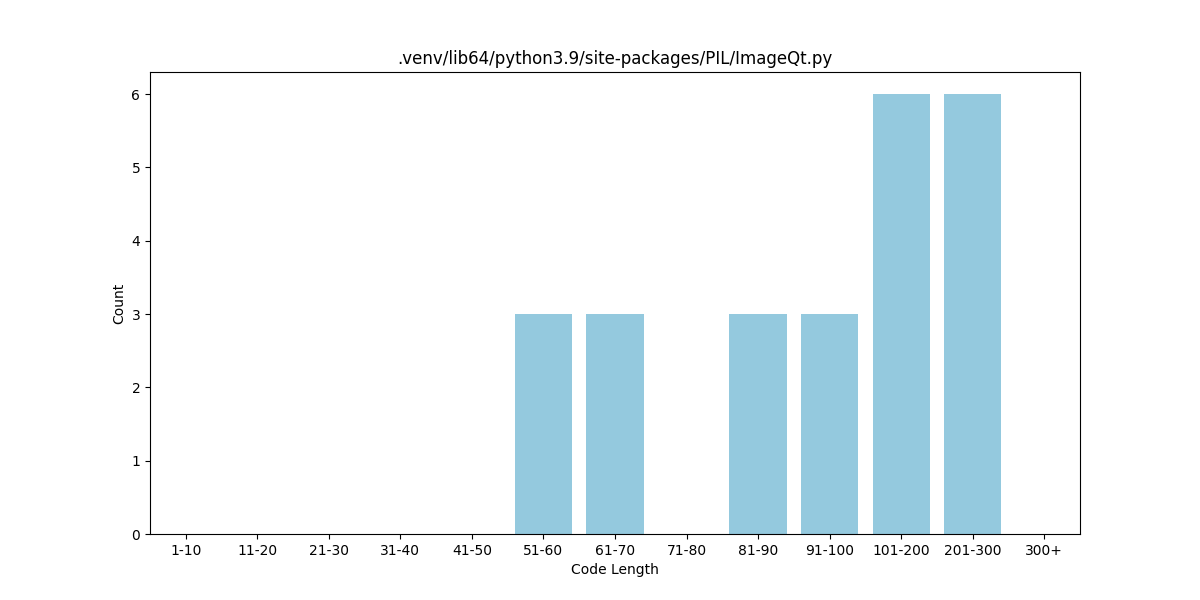 .venv/lib64/python3.9/site-packages/PIL/ImageQt.py
6
5
4
3
2
1
0
Count
1-10 11-20 21-30 31-40 41-50 51-60 61-70 71-80 81-90 91-100 101-200 201-300 300+
Code Length